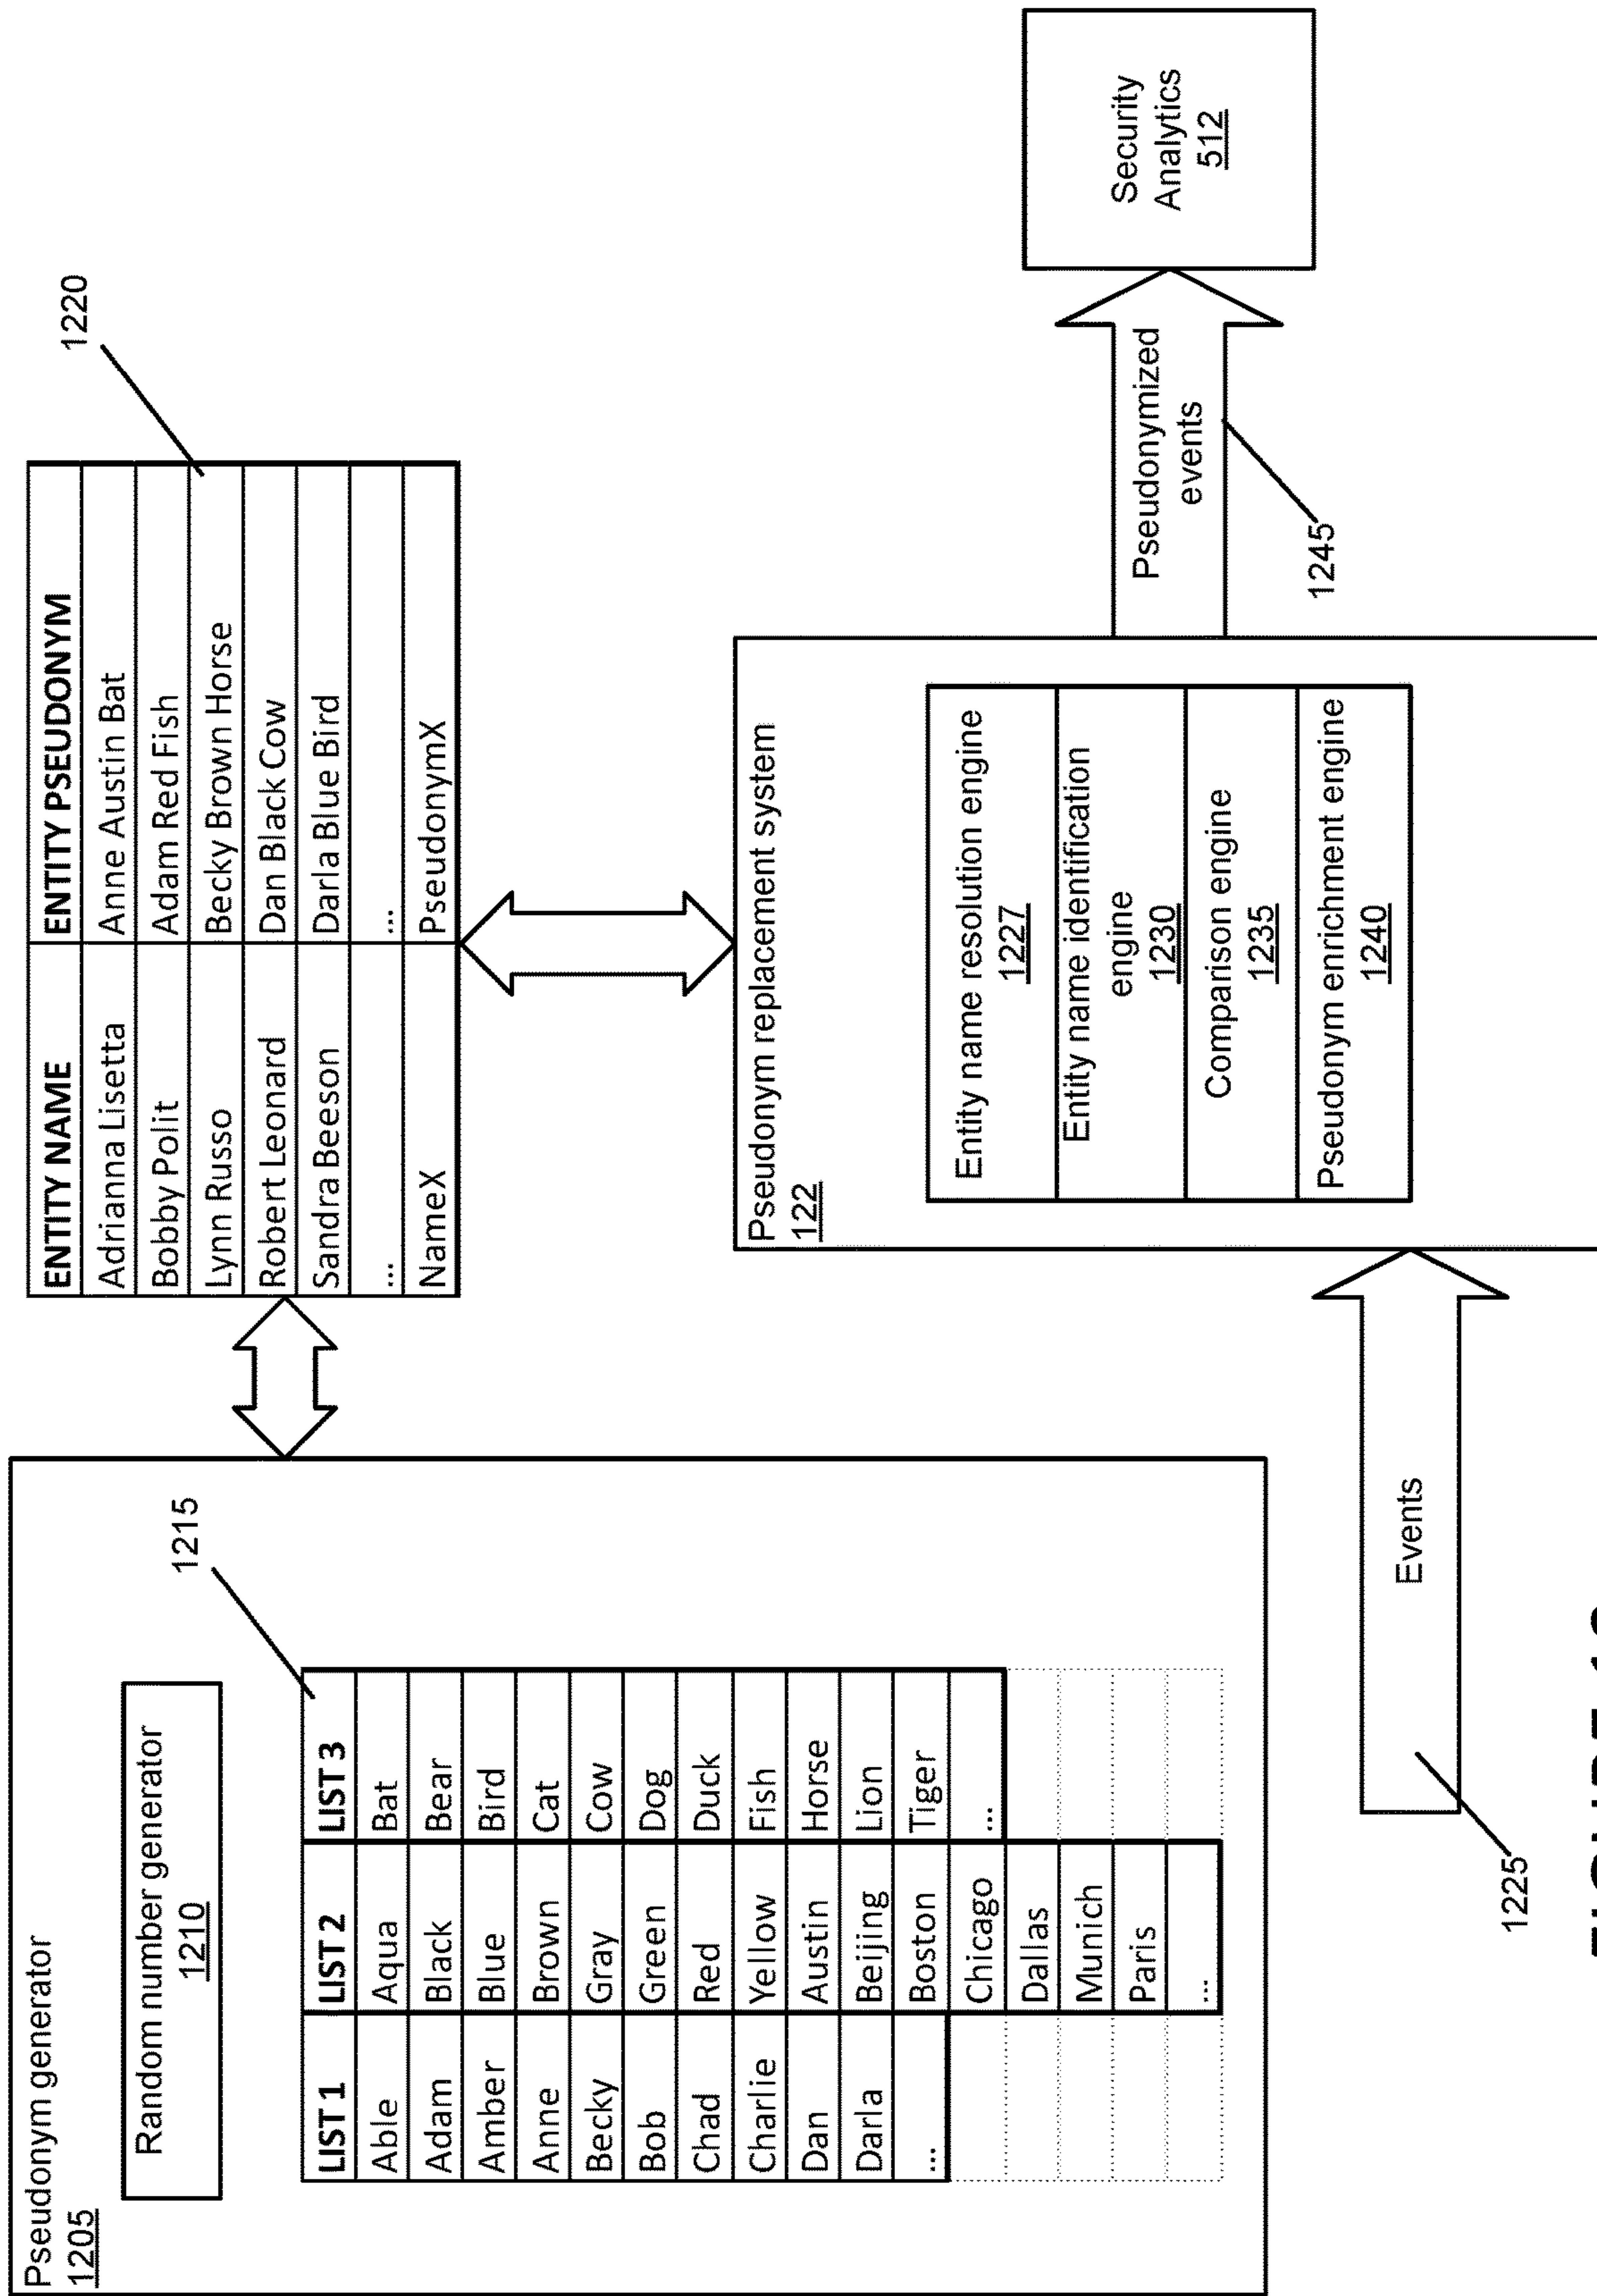 Pseudonym generator
1205
Random number generator
1210
1215
LIST 1 LIST 2 LIST 3
Able Aqua Bat
Adam Black Bear
Amber Blue Bird
Anne Brown Cat
Becky Gray Cow
Bob Green Dog
Chad Red Duck
Charlie Yellow Fish
Dan Austin Horse
Darla Beijing Lion
... Boston Tiger
Chicago ...
Dallas
Munich
Paris
...
ENTITY NAME ENTITY PSEUDONYM
Adrianna Lisetta Anne Austin Bat
Bobby Polit Adam Red Fish
Lynn Russo Becky Brown Horse
Robert Leonard Dan Black Cow
Sandra Beeson Darla Blue Bird
... ...
NameX PseudonymX
1220
Pseudonym replacement system
122
Entity name resolution engine
1227
Entity name identification
engine
1230
Comparison engine
1235
Pseudonym enrichment engine
1240
Events
1225
Pseudonymized
events
1245
Security
Analytics
512